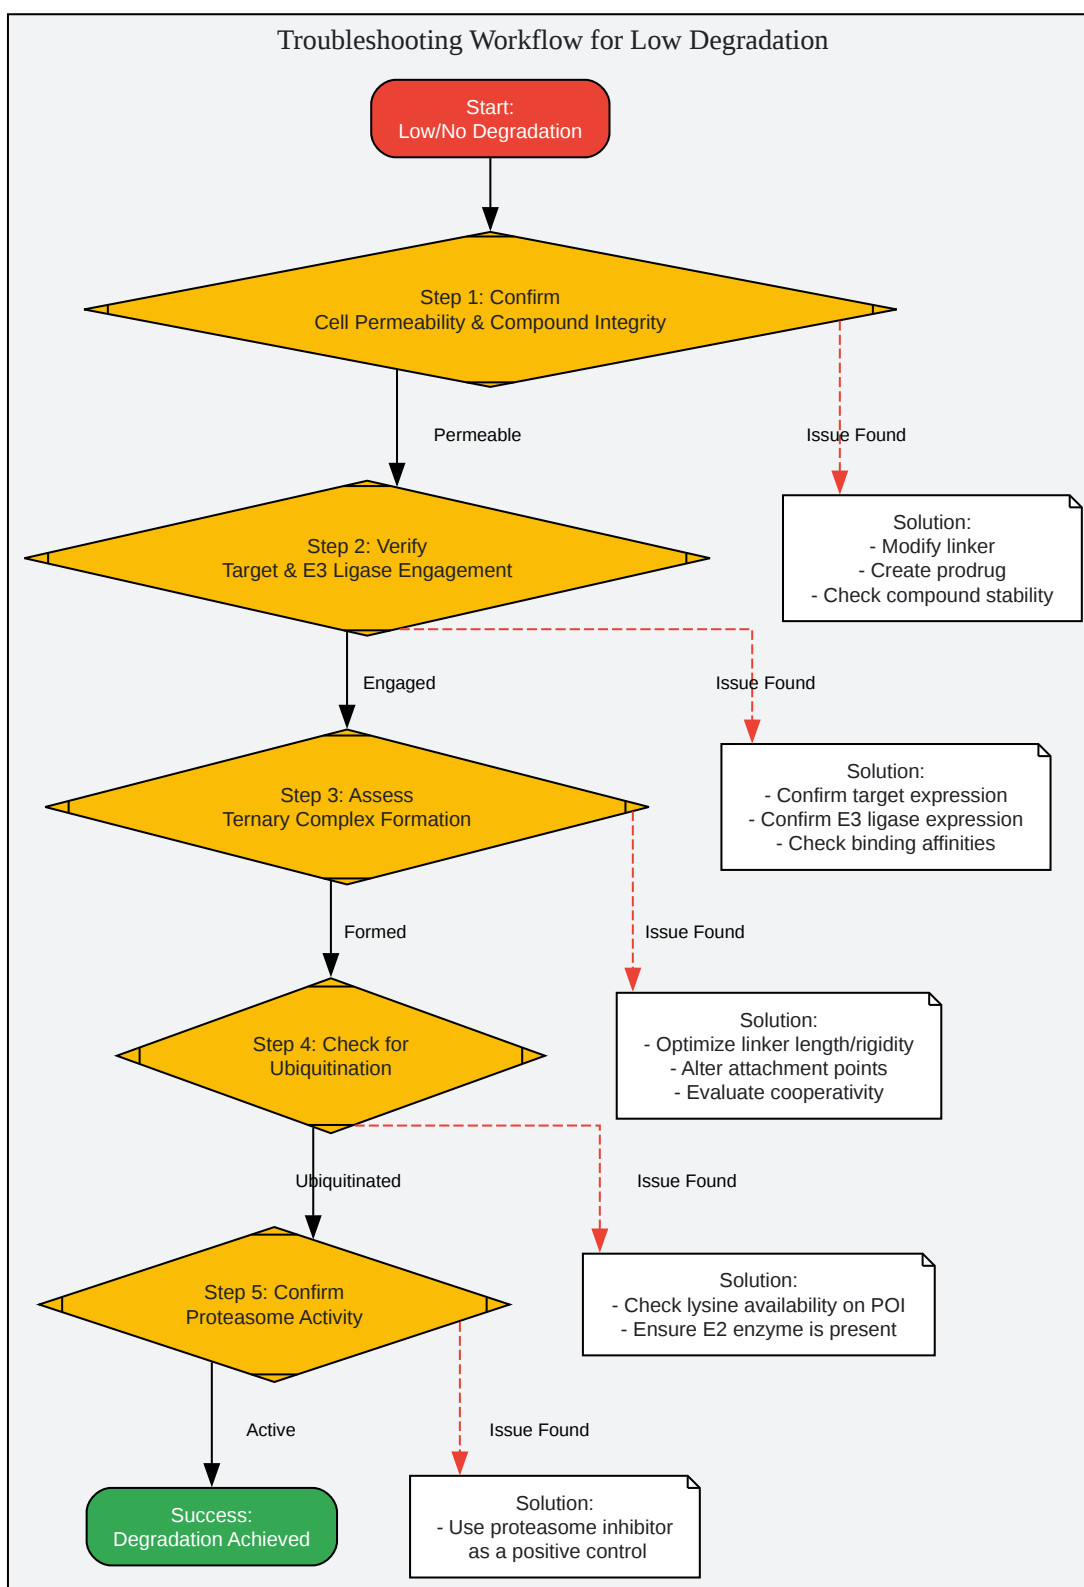 Troubleshooting Workflow for Low Degradation
Start:
Low/No Degradation
Step 1: Confirm
Cell Permeability & Compound Integrity
Permeable
Issue Found
Solution:
- Modify linker
- Create prodrug
- Check compound stability
Step 2: Verify
Target & E3 Ligase Engagement
Engaged
Issue Found
Solution:
- Confirm target expression
- Confirm E3 ligase expression
- Check binding affinities
Step 3: Assess
Ternary Complex Formation
Formed
Issue Found
Solution:
- Optimize linker length/rigidity
- Alter attachment points
- Evaluate cooperativity
Step 4: Check for
Ubiquitination
Ubiquitinated
Issue Found
Solution:
- Check lysine availability on POI
- Ensure E2 enzyme is present
Step 5: Confirm
Proteasome Activity
Active
Issue Found
Solution:
- Use proteasome inhibitor
as a positive control
Success:
Degradation Achieved